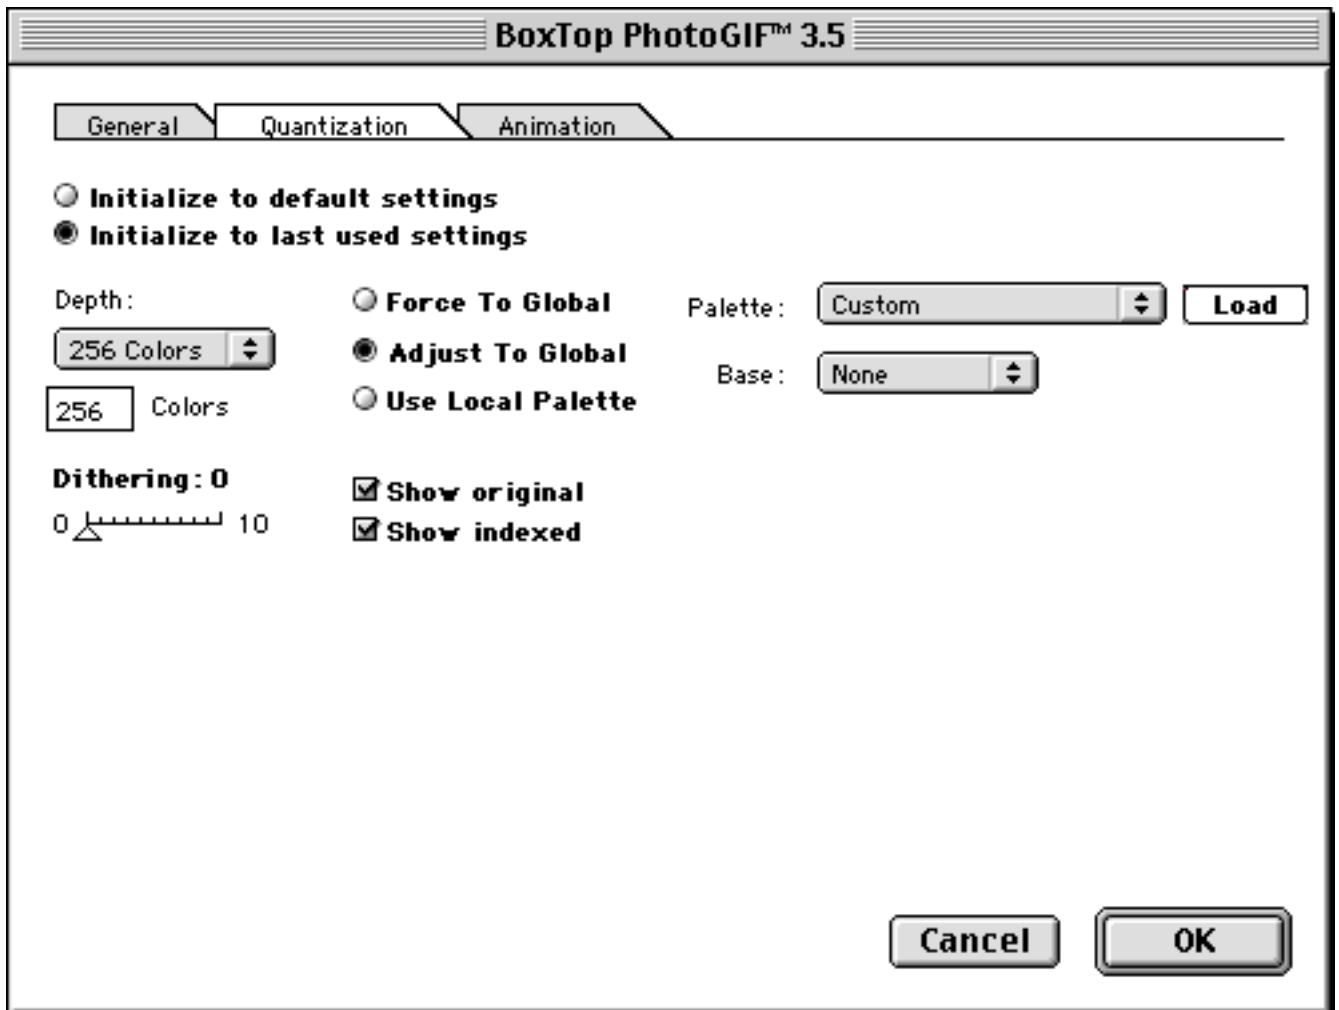 BoxTop PhotoGIF™ 3.5
General Quantization Animation
Initialize to default settings
Initialize to last used settings
Depth:
256 Colors
256 Colors
Force To Global
Adjust To Global
Use Local Palette
Palette: Custom Load
Base: None
Dithering: 0
0 10
Show original
Show indexed
Cancel OK